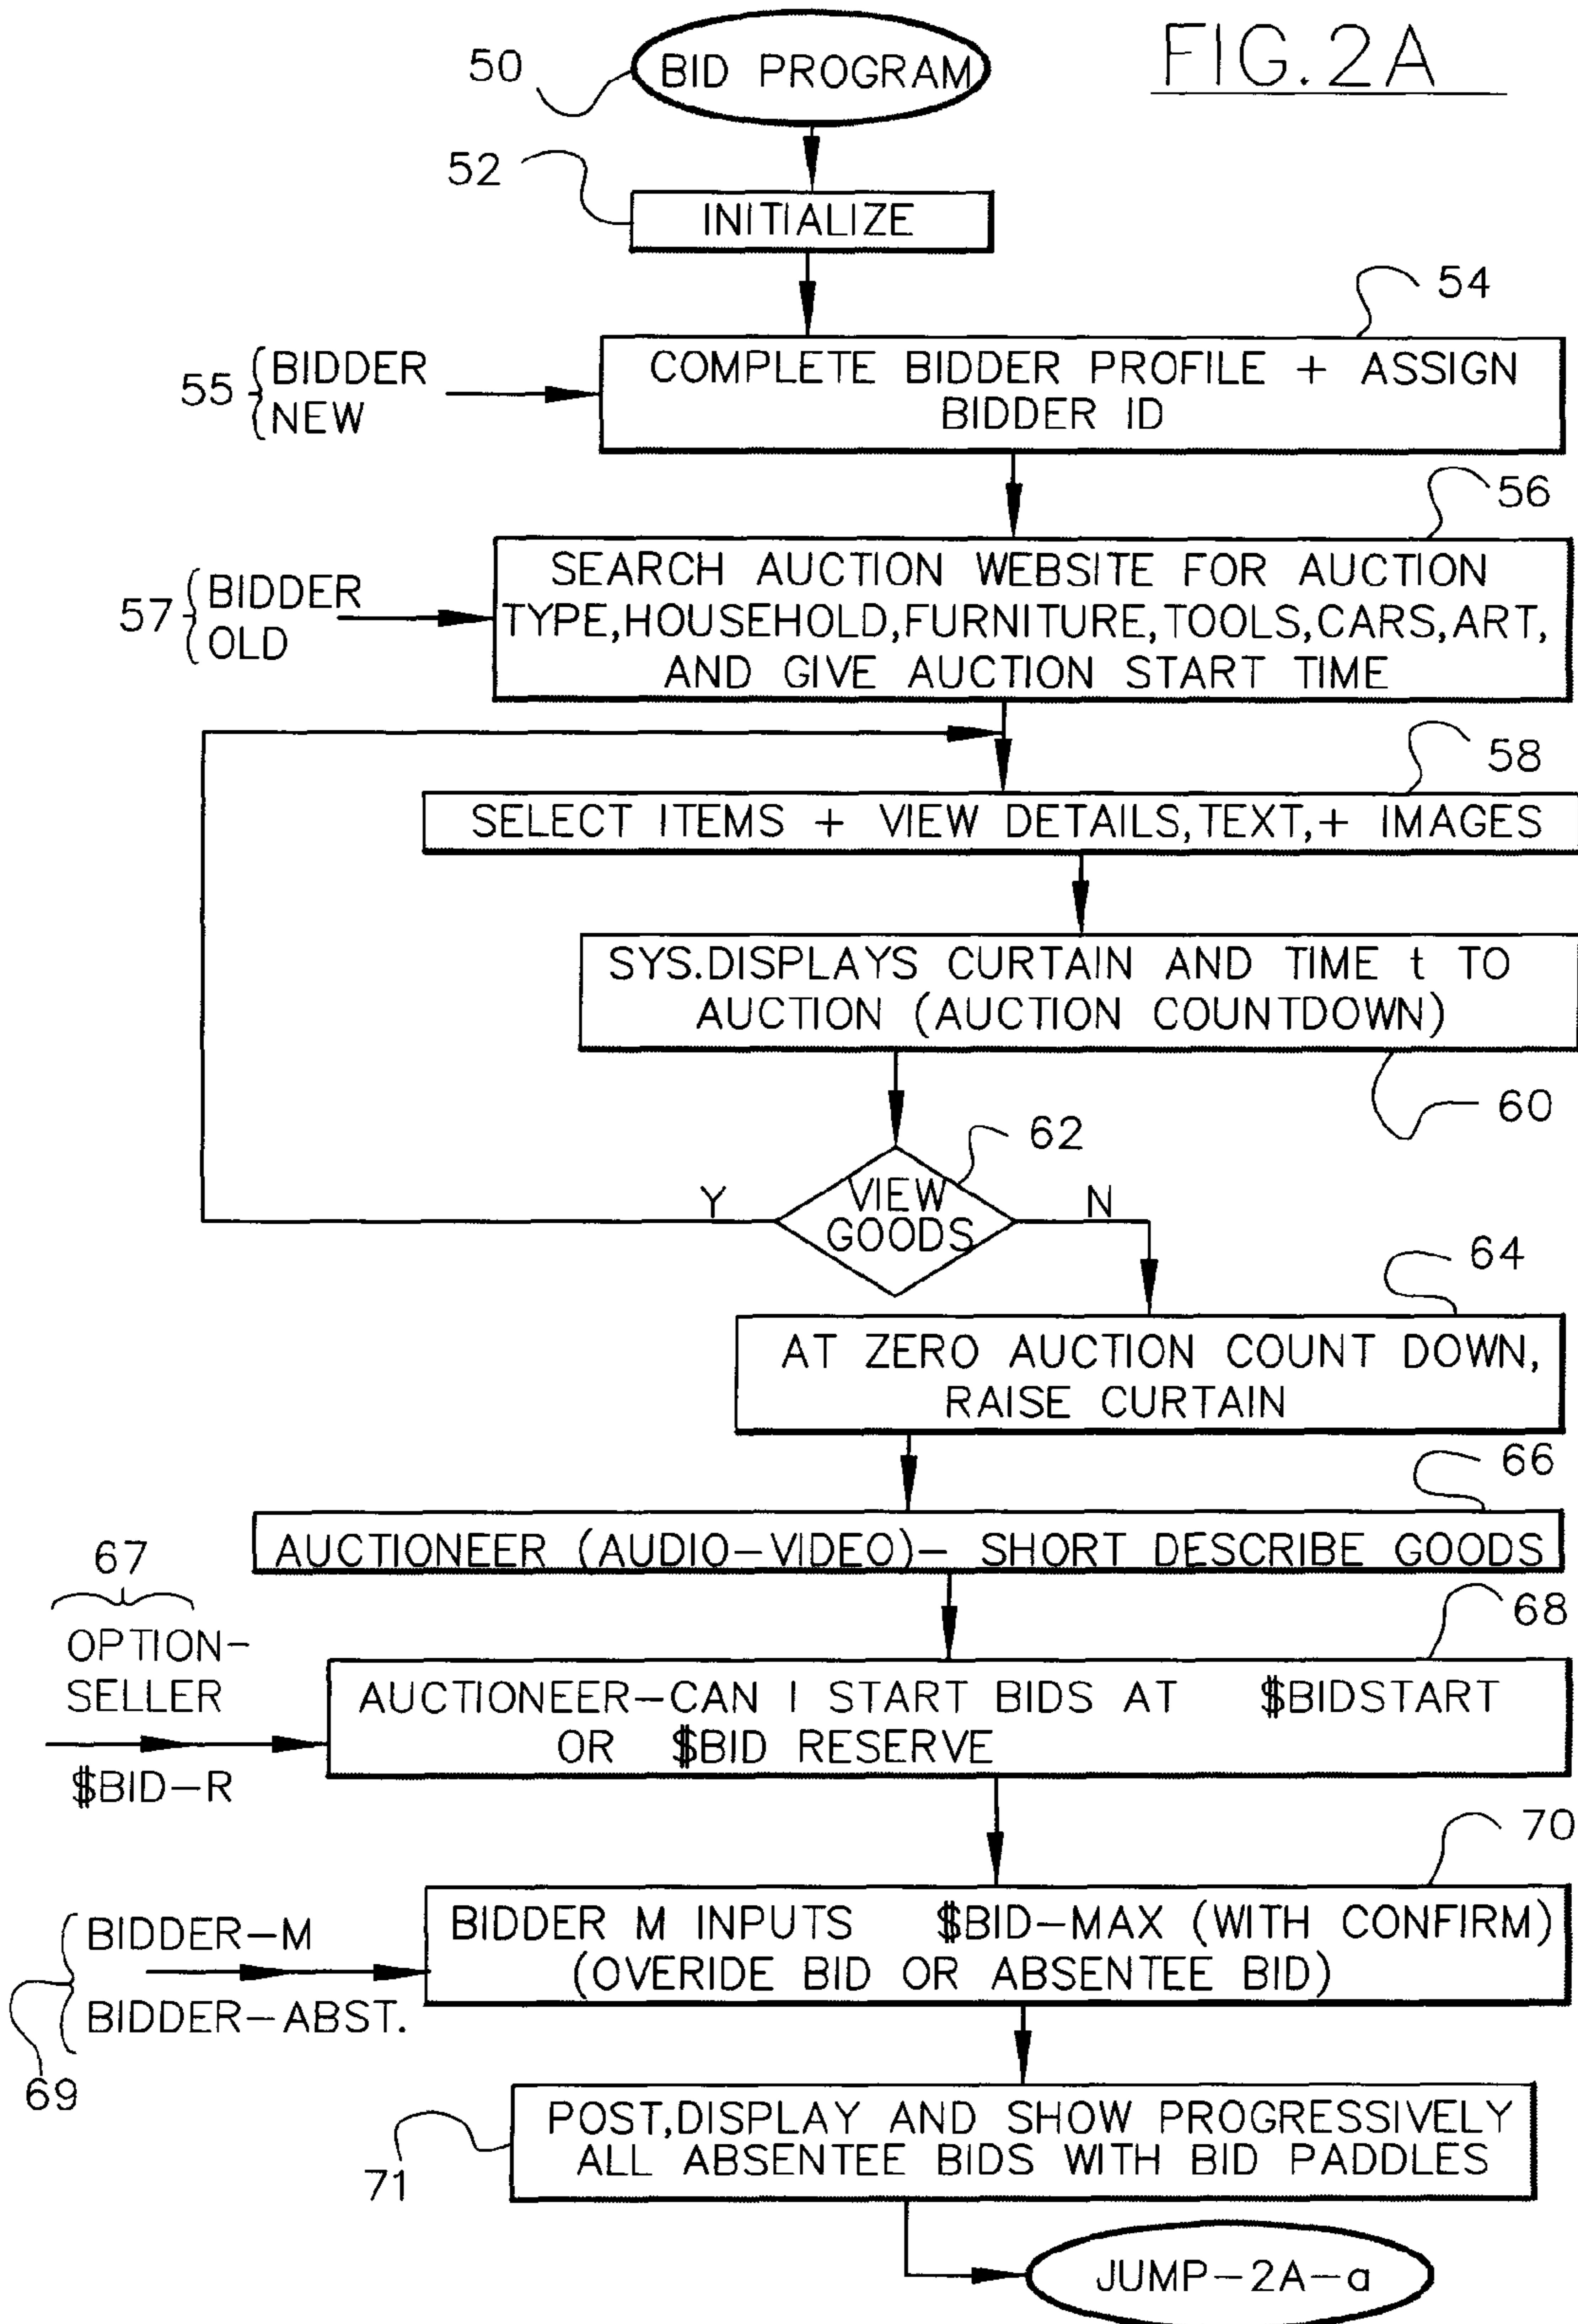 FIG. 2A
50
BID PROGRAM
52
INITIALIZE
54
55
BIDDER
NEW
COMPLETE BIDDER PROFILE + ASSIGN
BIDDER ID
56
57
BIDDER
OLD
SEARCH AUCTION WEBSITE FOR AUCTION
TYPE,HOUSEHOLD,FURNITURE,TOOLS,CARS,ART,
AND GIVE AUCTION START TIME
58
SELECT ITEMS + VIEW DETAILS,TEXT,+ IMAGES
SYS.DISPLAYS CURTAIN AND TIME t TO
AUCTION (AUCTION COUNTDOWN)
60
62
Y
VIEW
GOODS
N
64
AT ZERO AUCTION COUNT DOWN,
RAISE CURTAIN
66
AUCTIONEER (AUDIO-VIDEO)- SHORT DESCRIBE GOODS
67
OPTION-
SELLER
$BID-R
68
AUCTIONEER-CAN I START BIDS AT $BIDSTART
OR $BID RESERVE
70
BIDDER-M
BIDDER-ABST.
69
BIDDER M INPUTS $BID-MAX (WITH CONFIRM)
(OVERIDE BID OR ABSENTEE BID)
71
POST,DISPLAY AND SHOW PROGRESSIVELY
ALL ABSENTEE BIDS WITH BID PADDLES
JUMP-2A-a